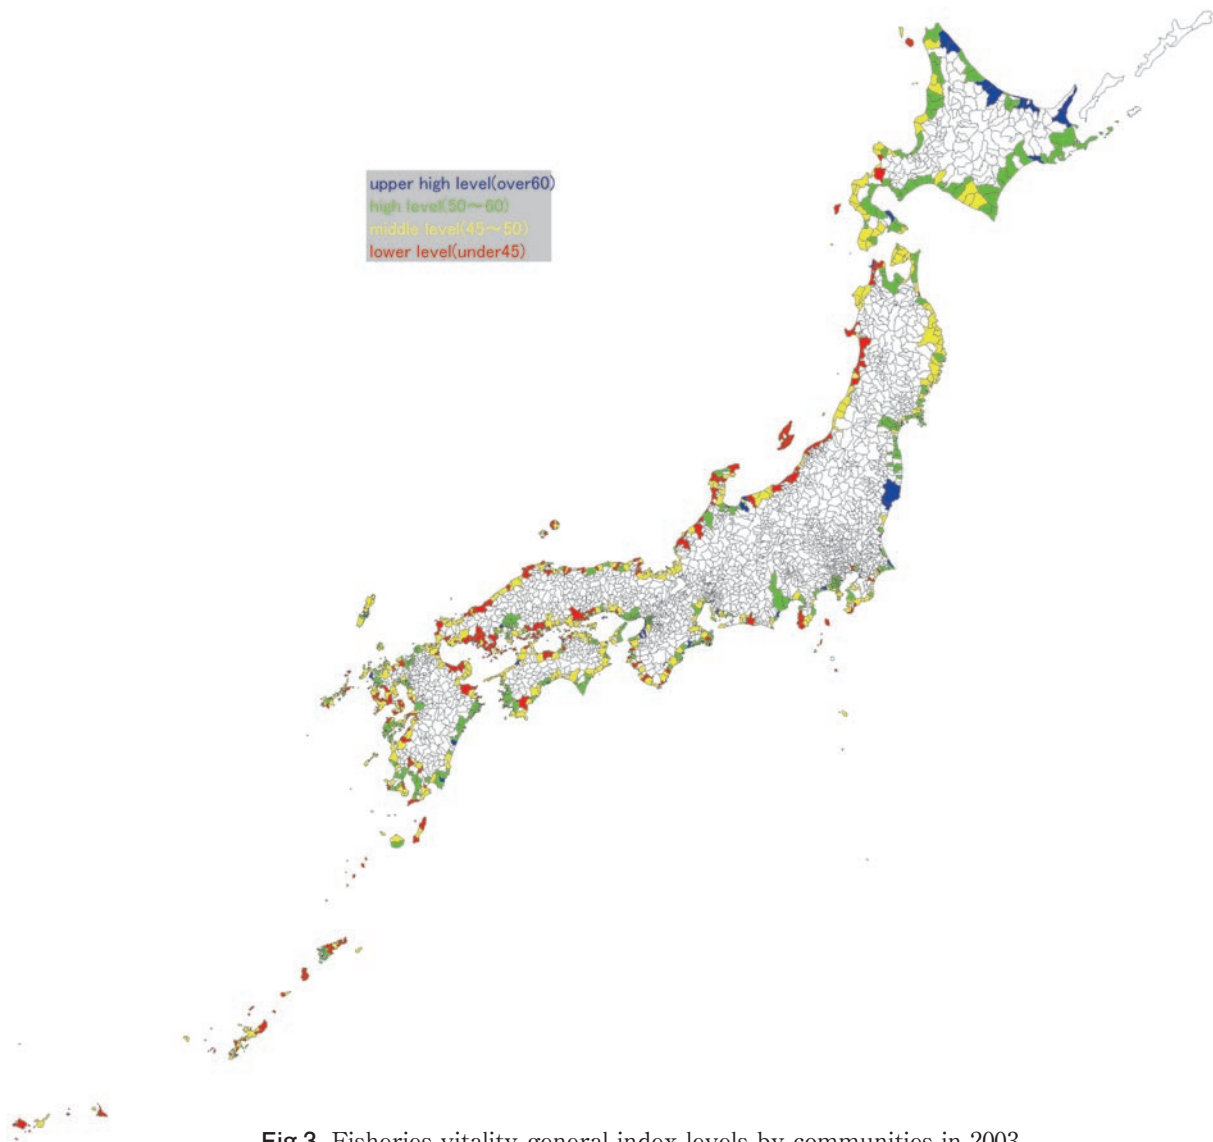 upper high level(over60)
high level(50～60)
middle level(45～50)
lower level(under45)
Fig.3 Fisheries vitality general index levels by communities in 2003